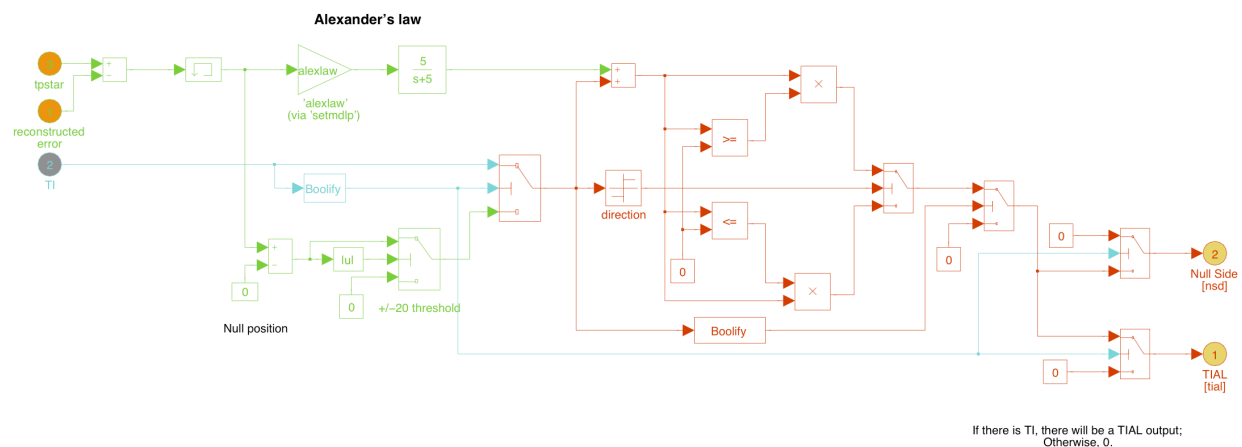 Alexander's law
tpstar
+
−
alexlaw
'alexlaw'
(via 'setmdlp')
5
s+5
+
+
×
reconstructed
error
2
TI
Boolify
>=
direction
<=
0
+
−
0
|u|
0
+/−20 threshold
Null position
×
Boolify
0
0
2
Null Side
[nsd]
0
1
TIAL
[tial]
If there is TI, there will be a TIAL output;
Otherwise, 0.